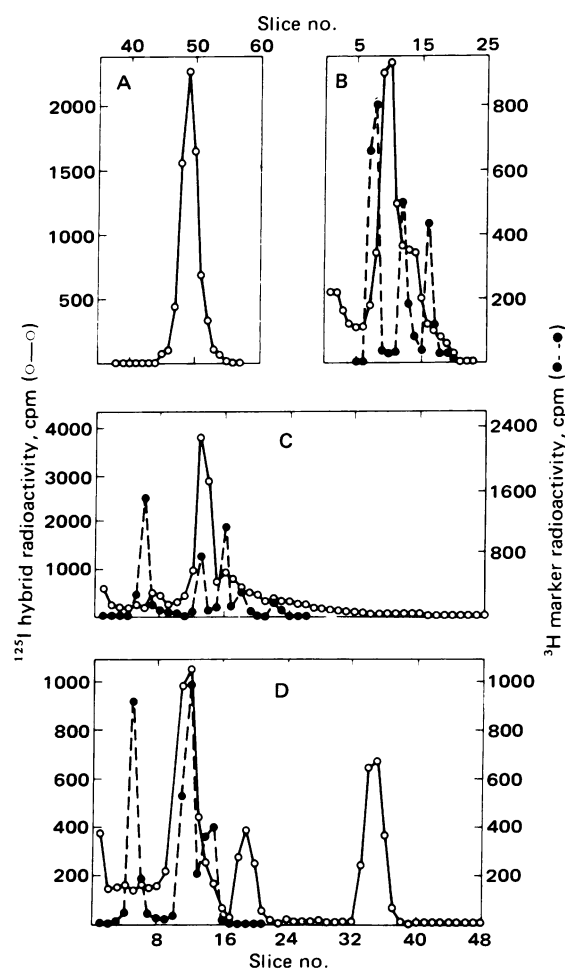 Slice no.
40 50 60 5 15 25
A B
2000 800
1500 600
1000 400
500 200
C
4000 2400
3000
2000 1600
1000 800
D
1000 1000
800 800
600 600
400 400
200 200
8 16 24 32 40 48
Slice no.
¹²⁵I hybrid radioactivity, cpm (○—○)
³H marker radioactivity, cpm (●--●)